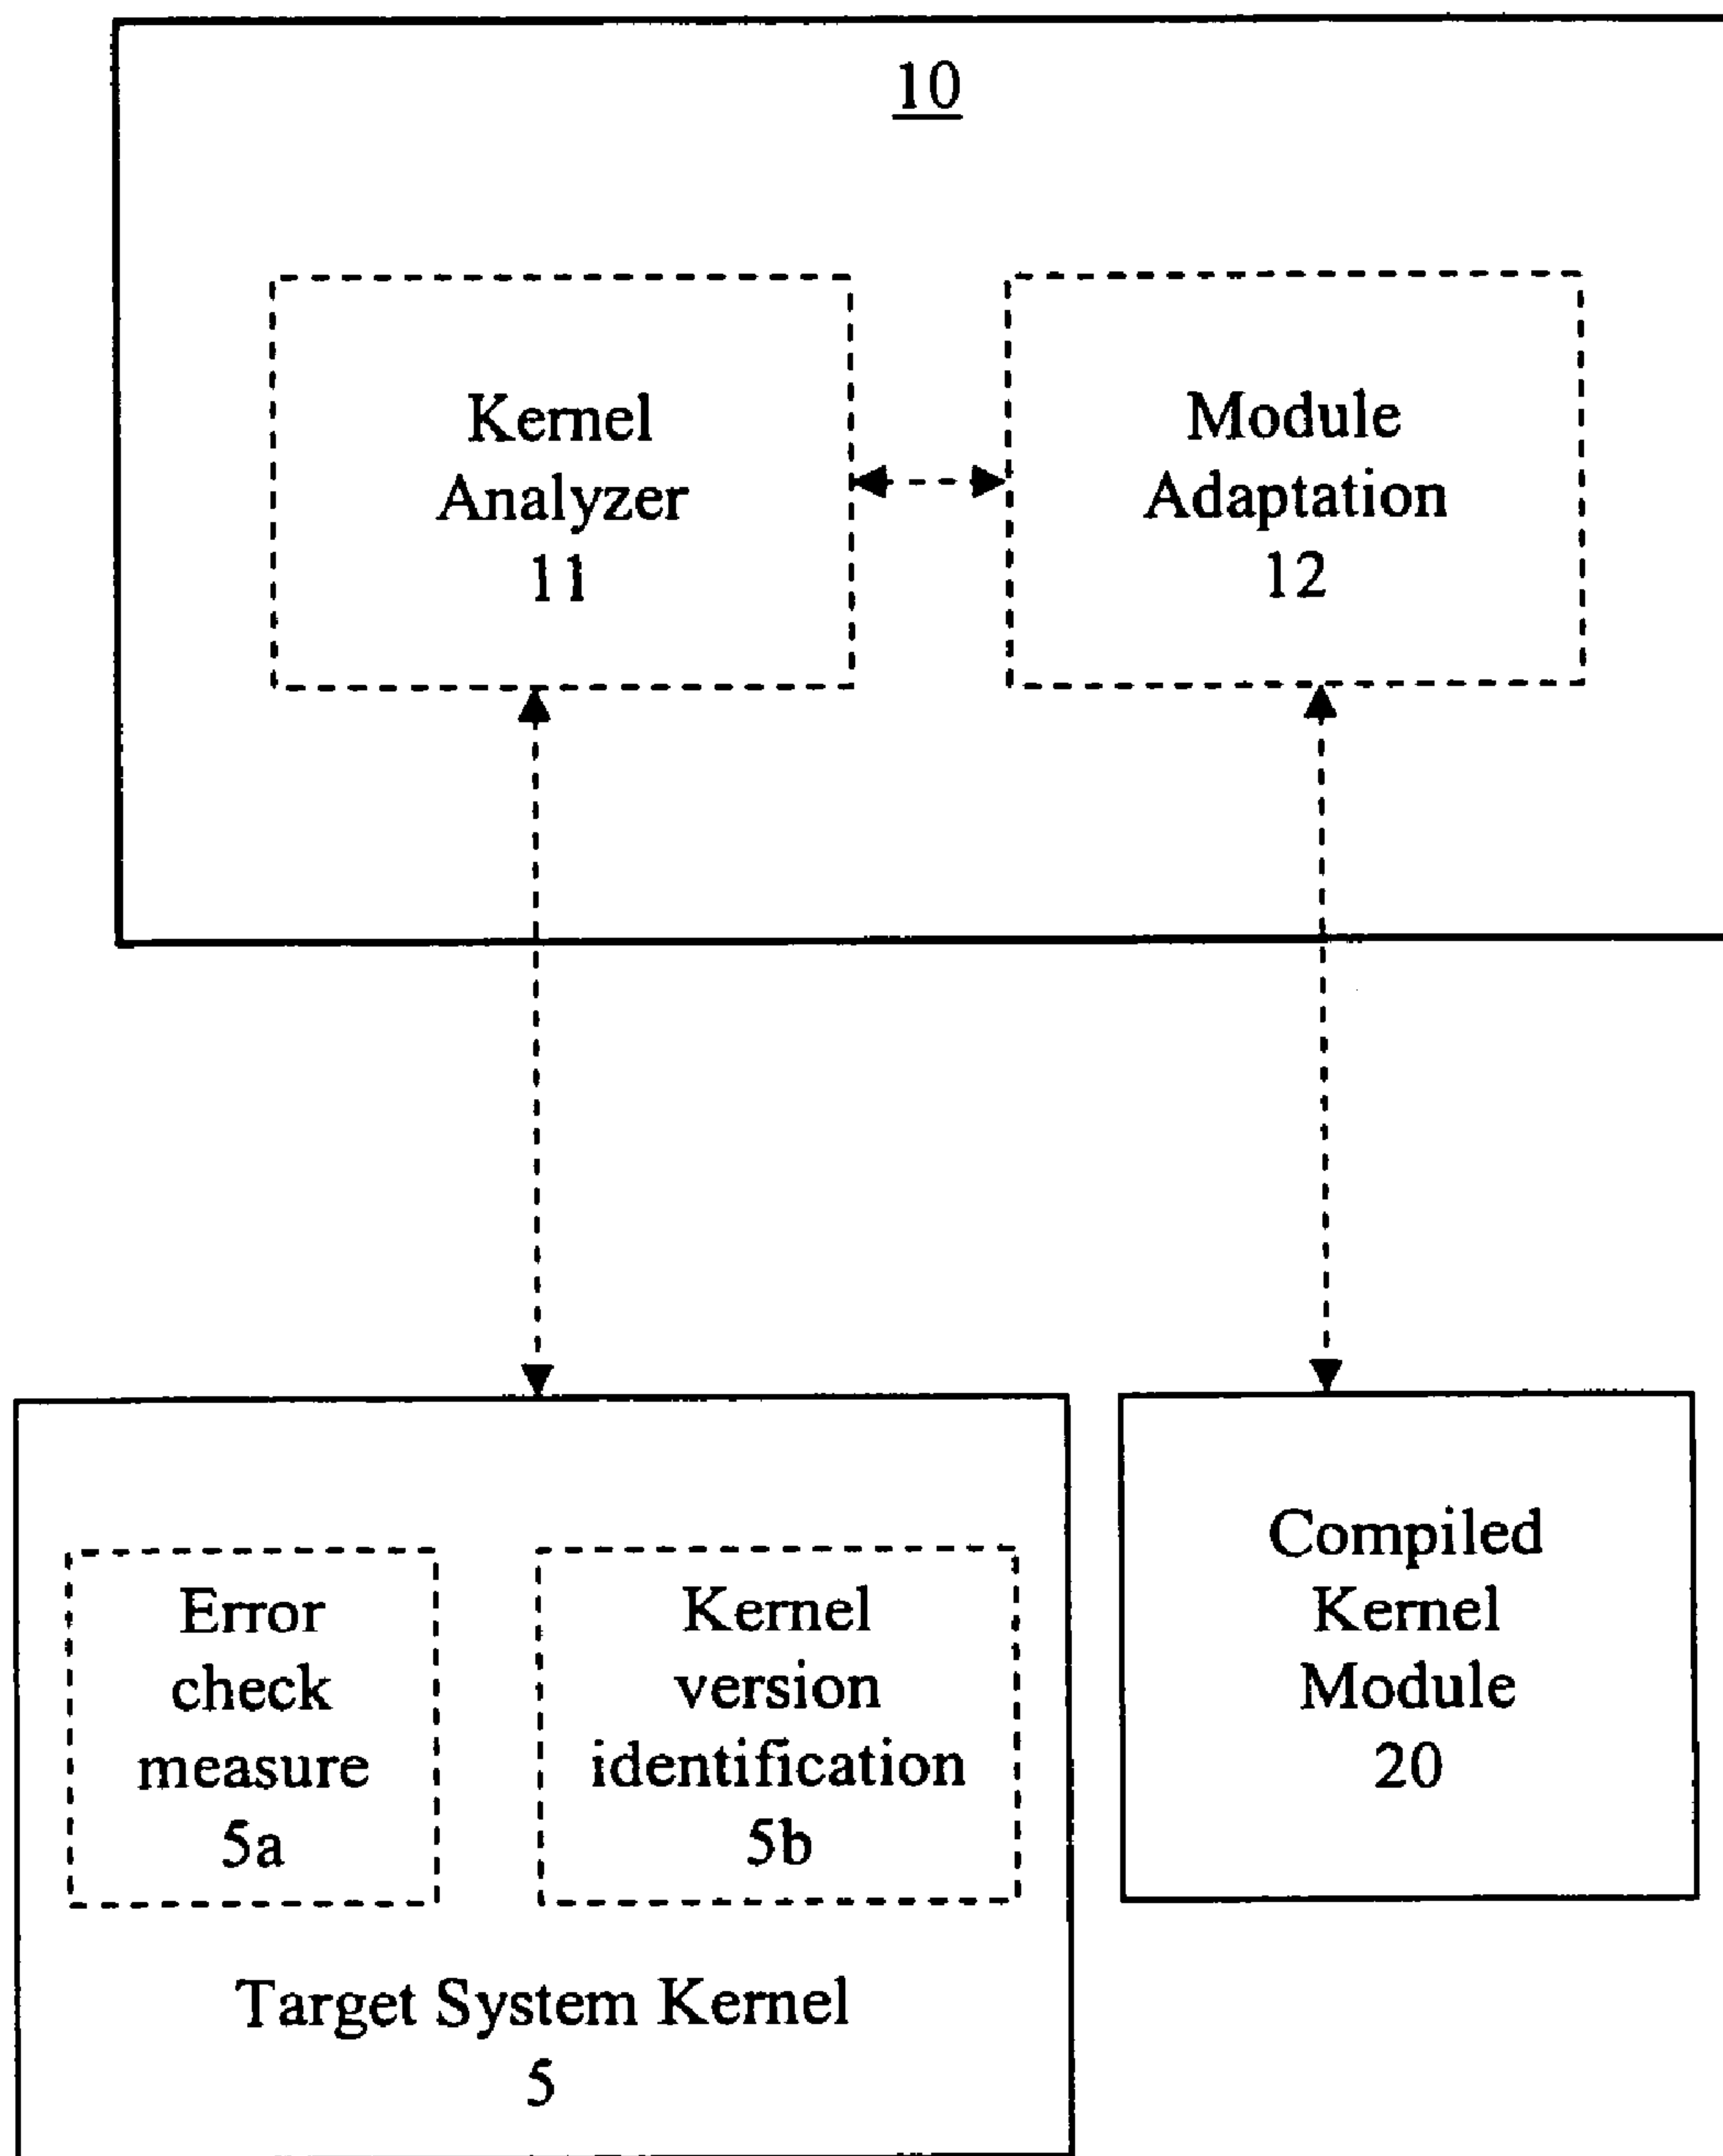 10
Kernel
Analyzer
11
Module
Adaptation
12
Error
check
measure
5a
Kernel
version
identification
5b
Target System Kernel
5
Compiled
Kernel
Module
20